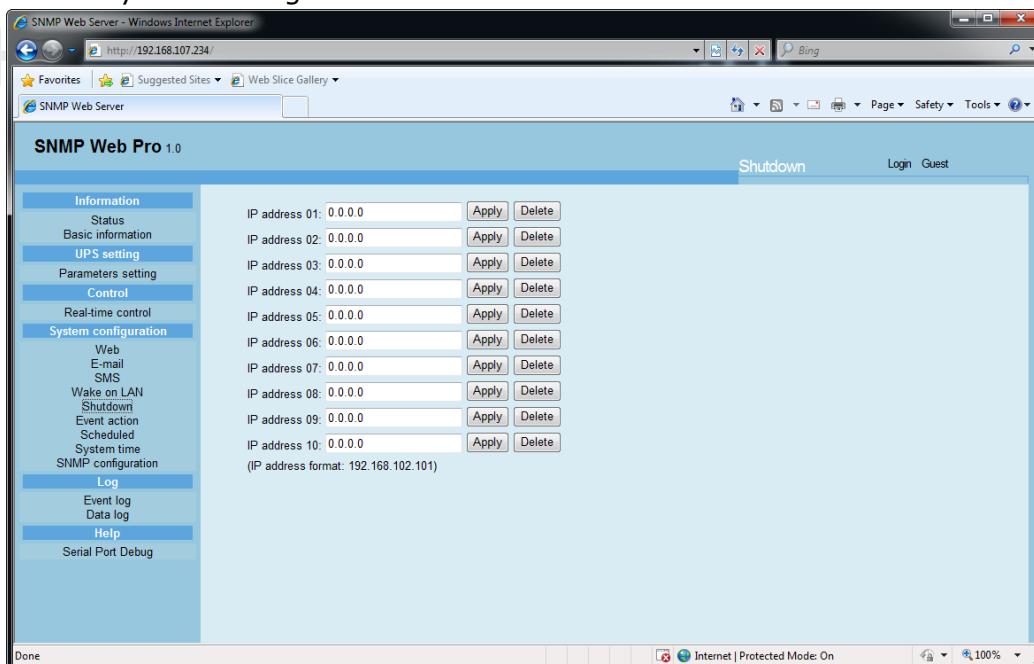 SNMP Web Server - Windows Internet Explorer
http://192.168.107.234/
Bing
Favorites Suggested Sites Web Slice Gallery
SNMP Web Server
Page Safety Tools
SNMP Web Pro 1.0
Shutdown
Login Guest
Information
Status
Basic information
UPS setting
Parameters setting
Control
Real-time control
System configuration
Web
E-mail
SMS
Wake on LAN
Shutdown
Event action
Scheduled
System time
SNMP configuration
Log
Event log
Data log
Help
Serial Port Debug
IP address 01: 0.0.0.0 Apply Delete
IP address 02: 0.0.0.0 Apply Delete
IP address 03: 0.0.0.0 Apply Delete
IP address 04: 0.0.0.0 Apply Delete
IP address 05: 0.0.0.0 Apply Delete
IP address 06: 0.0.0.0 Apply Delete
IP address 07: 0.0.0.0 Apply Delete
IP address 08: 0.0.0.0 Apply Delete
IP address 09: 0.0.0.0 Apply Delete
IP address 10: 0.0.0.0 Apply Delete
(IP address format: 192.168.102.101)
Done
Internet | Protected Mode: On
100%